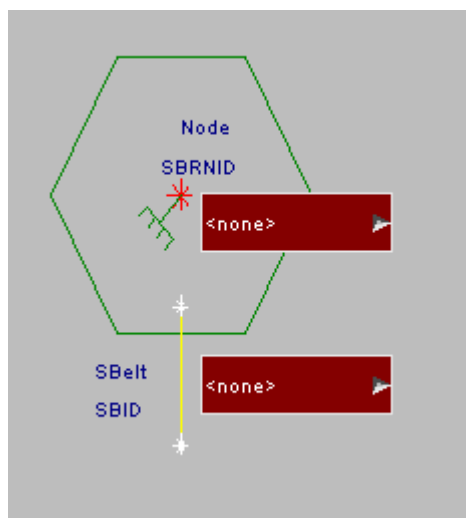 Node
SBRNID
<none>
SBelt
<none>
SBID